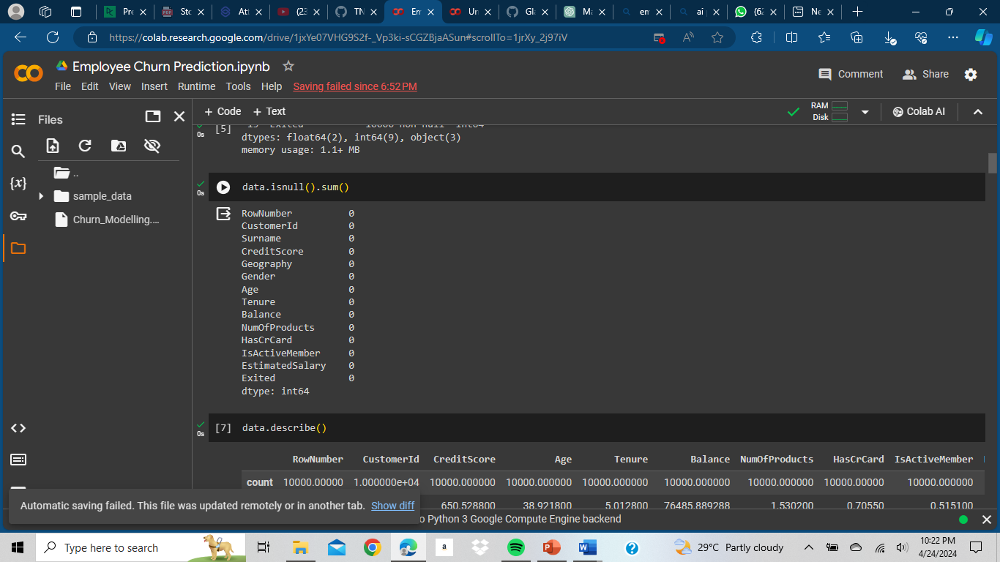 Pre
Sto
Att
(23
TN
Em
Un
Gla
Ma
em
ai
(62
Ne
https://colab.research.google.com/drive/1jxYe07VHG9S2f-_Vp3ki-sCGZBjaASun#scrollTo=1jrXy_2j97iV
Employee Churn Prediction.ipynb
Comment
Share
File Edit View Insert Runtime Tools Help Saving failed since 6:52 PM
Files
+ Code + Text
RAM
Disk
Colab AI
[5]
0s
dtypes: float64(2), int64(9), object(3)
memory usage: 1.1+ MB
..
sample_data
Churn_Modelling....
{x}
0s
data.isnull().sum()
RowNumber 0
CustomerId 0
Surname 0
CreditScore 0
Geography 0
Gender 0
Age 0
Tenure 0
Balance 0
NumOfProducts 0
HasCrCard 0
IsActiveMember 0
EstimatedSalary 0
Exited 0
dtype: int64
0s
[7] data.describe()
RowNumber CustomerId CreditScore Age Tenure Balance NumOfProducts HasCrCard IsActiveMember
count 10000.00000 1.000000e+04 10000.000000 10000.000000 10000.000000 10000.000000 10000.000000 10000.00000 10000.000000
650.528800 38.921800 5.012800 76485.889288 1.530200 0.70550 0.515100
Automatic saving failed. This file was updated remotely or in another tab. Show diff
o Python 3 Google Compute Engine backend
Type here to search
a
29°C Partly cloudy
10:22 PM
4/24/2024